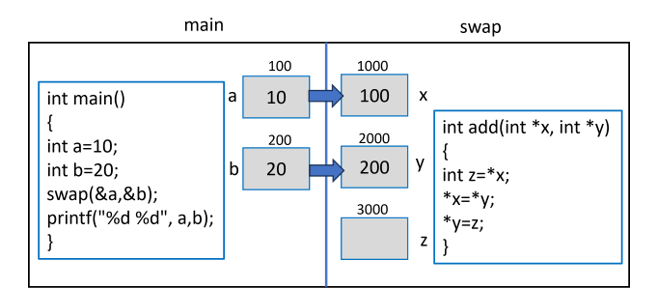 main
swap
100
1000
a
10
100
x
200
2000
b
20
200
y
3000
z
int main()
{
int a=10;
int b=20;
swap(&a,&b);
printf("%d %d", a,b);
}
int add(int *x, int *y)
{
int z=*x;
*x=*y;
*y=z;
}